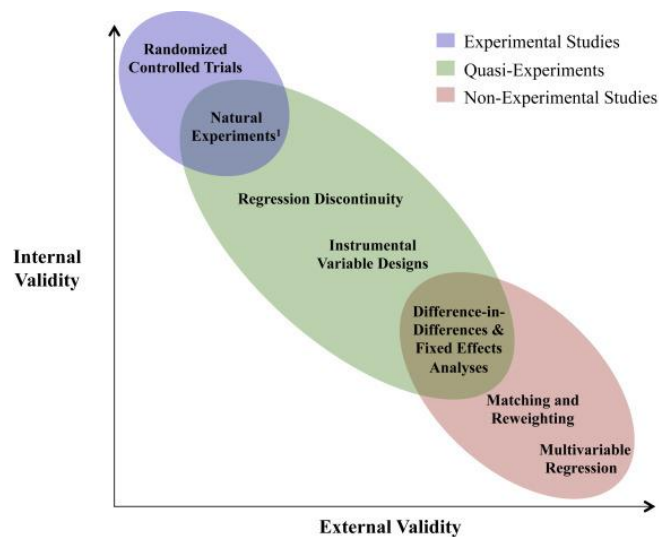 Randomized
Controlled Trials
Experimental Studies
Quasi-Experiments
Non-Experimental Studies
Natural
Experiments¹
Regression Discontinuity
Instrumental
Variable Designs
Internal
Validity
Difference-in-
Differences &
Fixed Effects
Analyses
Matching and
Reweighting
Multivariable
Regression
External Validity